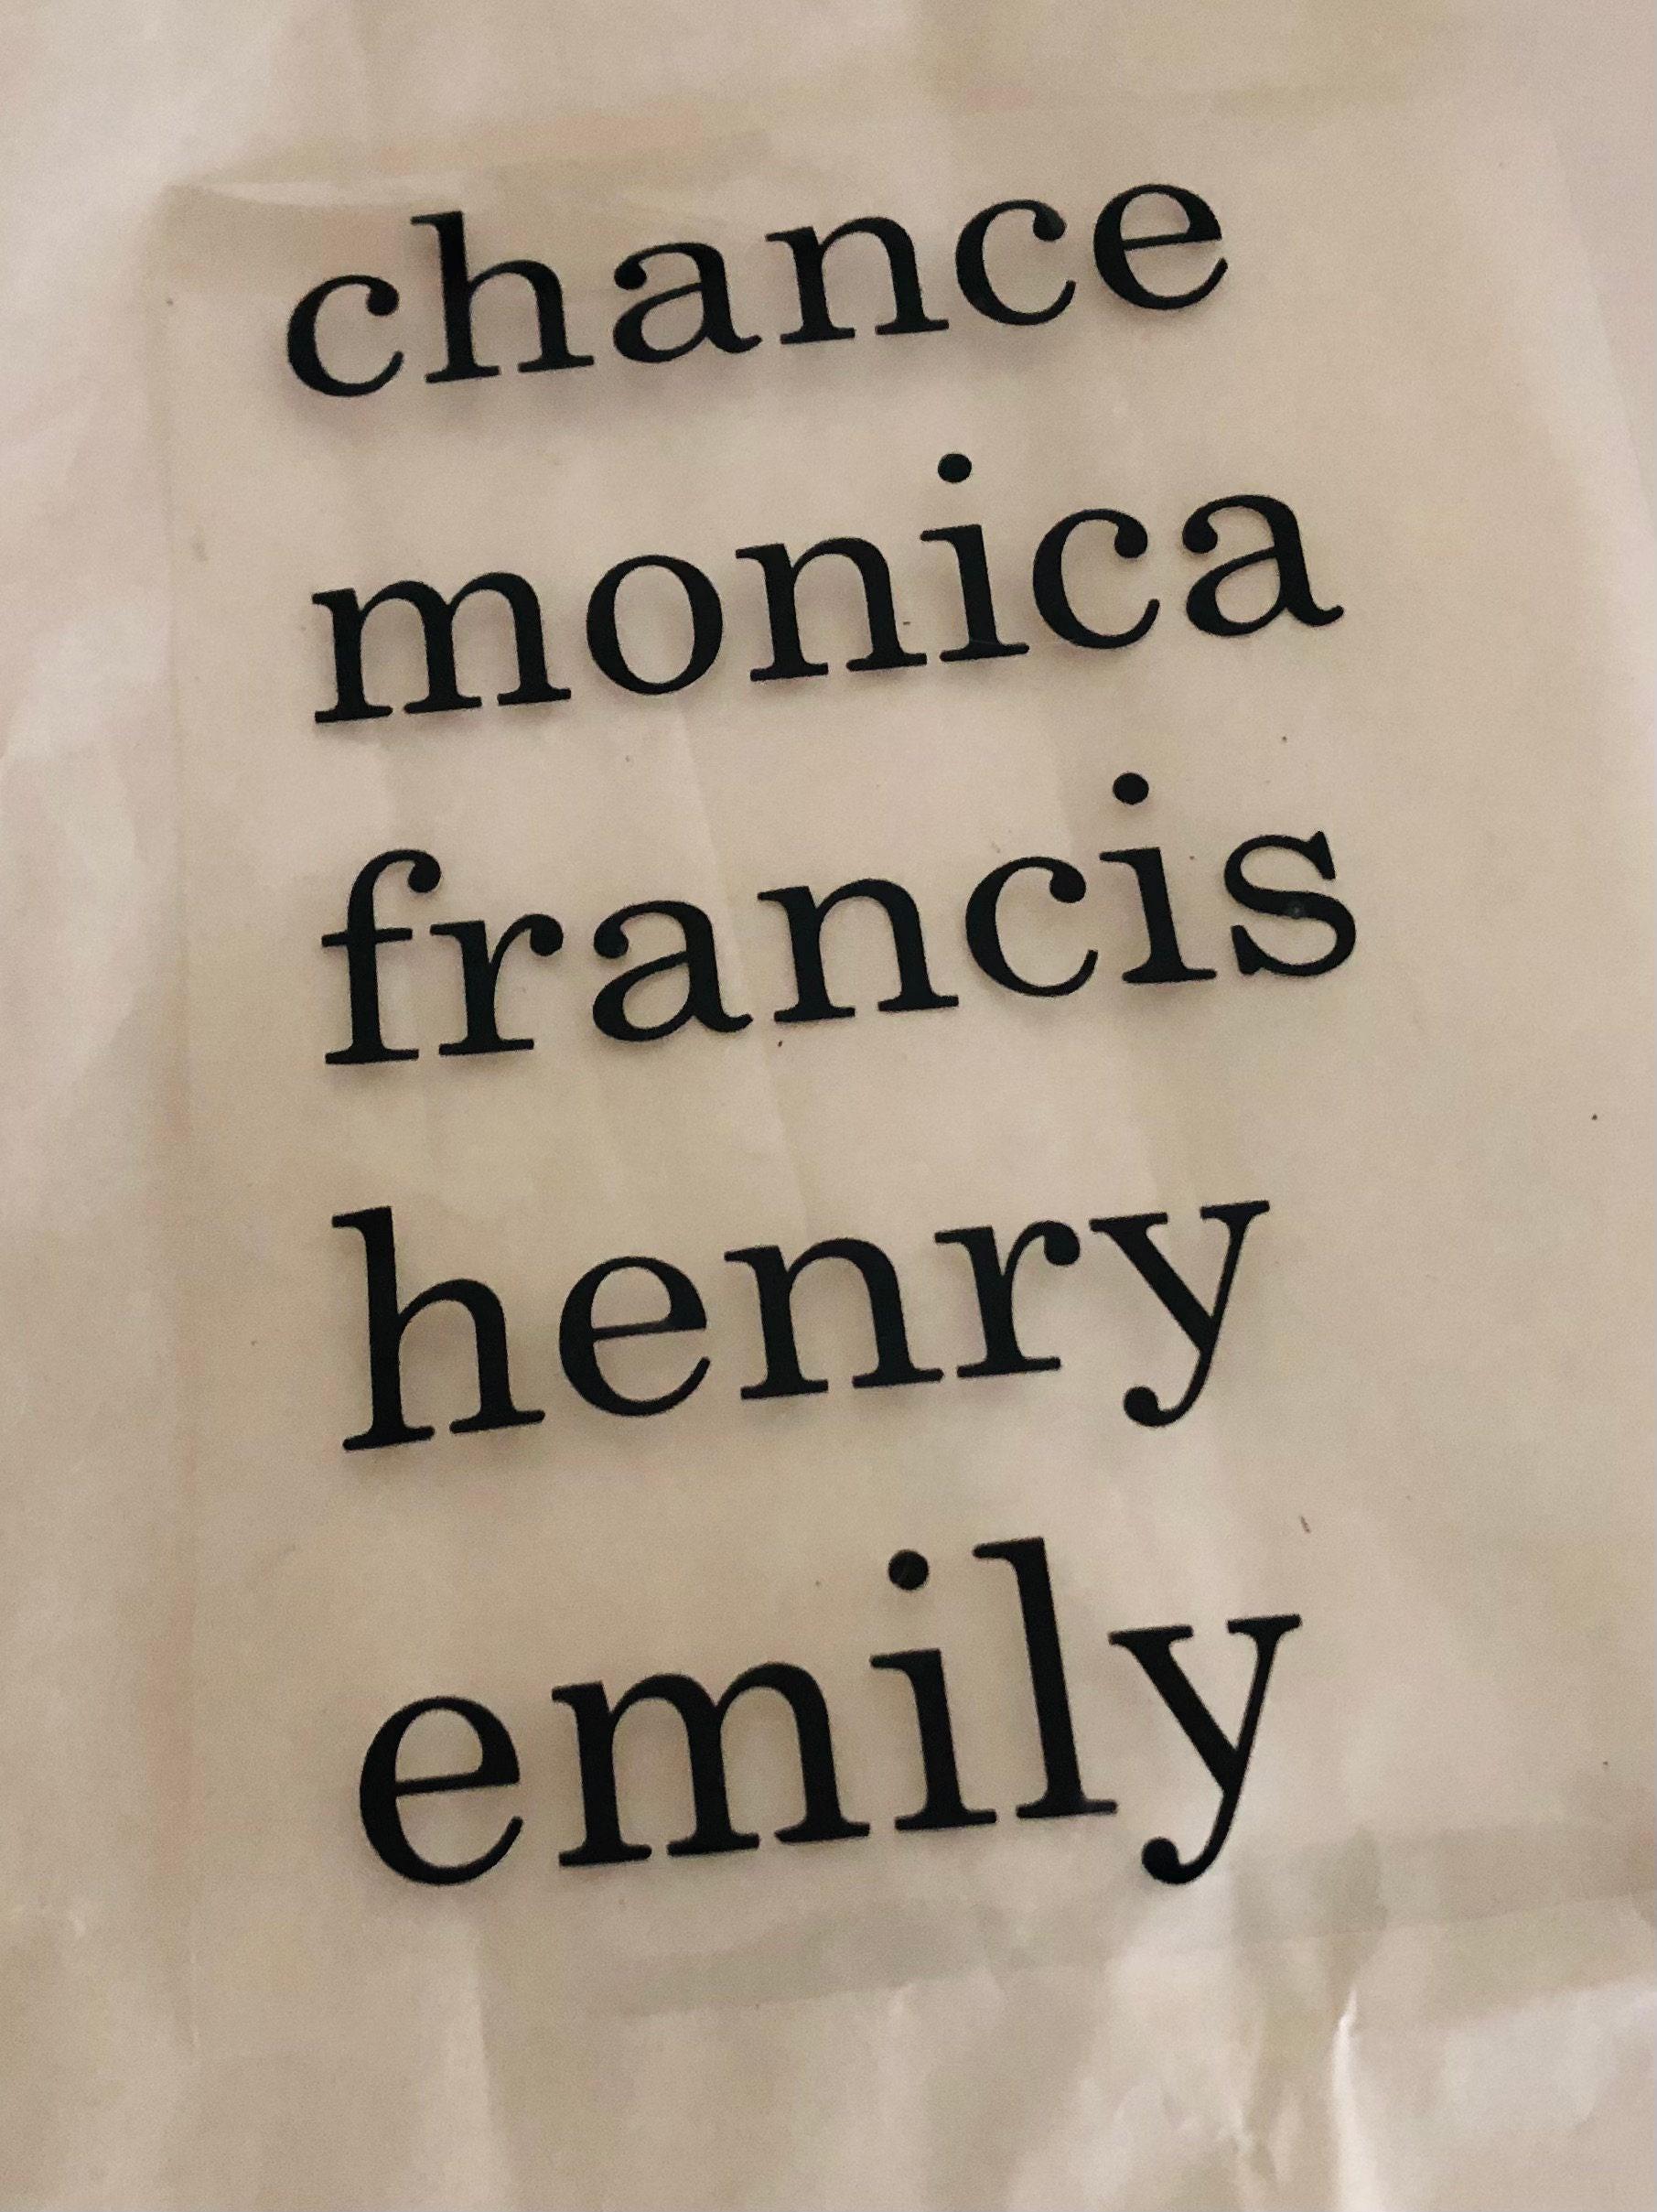 chance
monica
francis
henry
emily